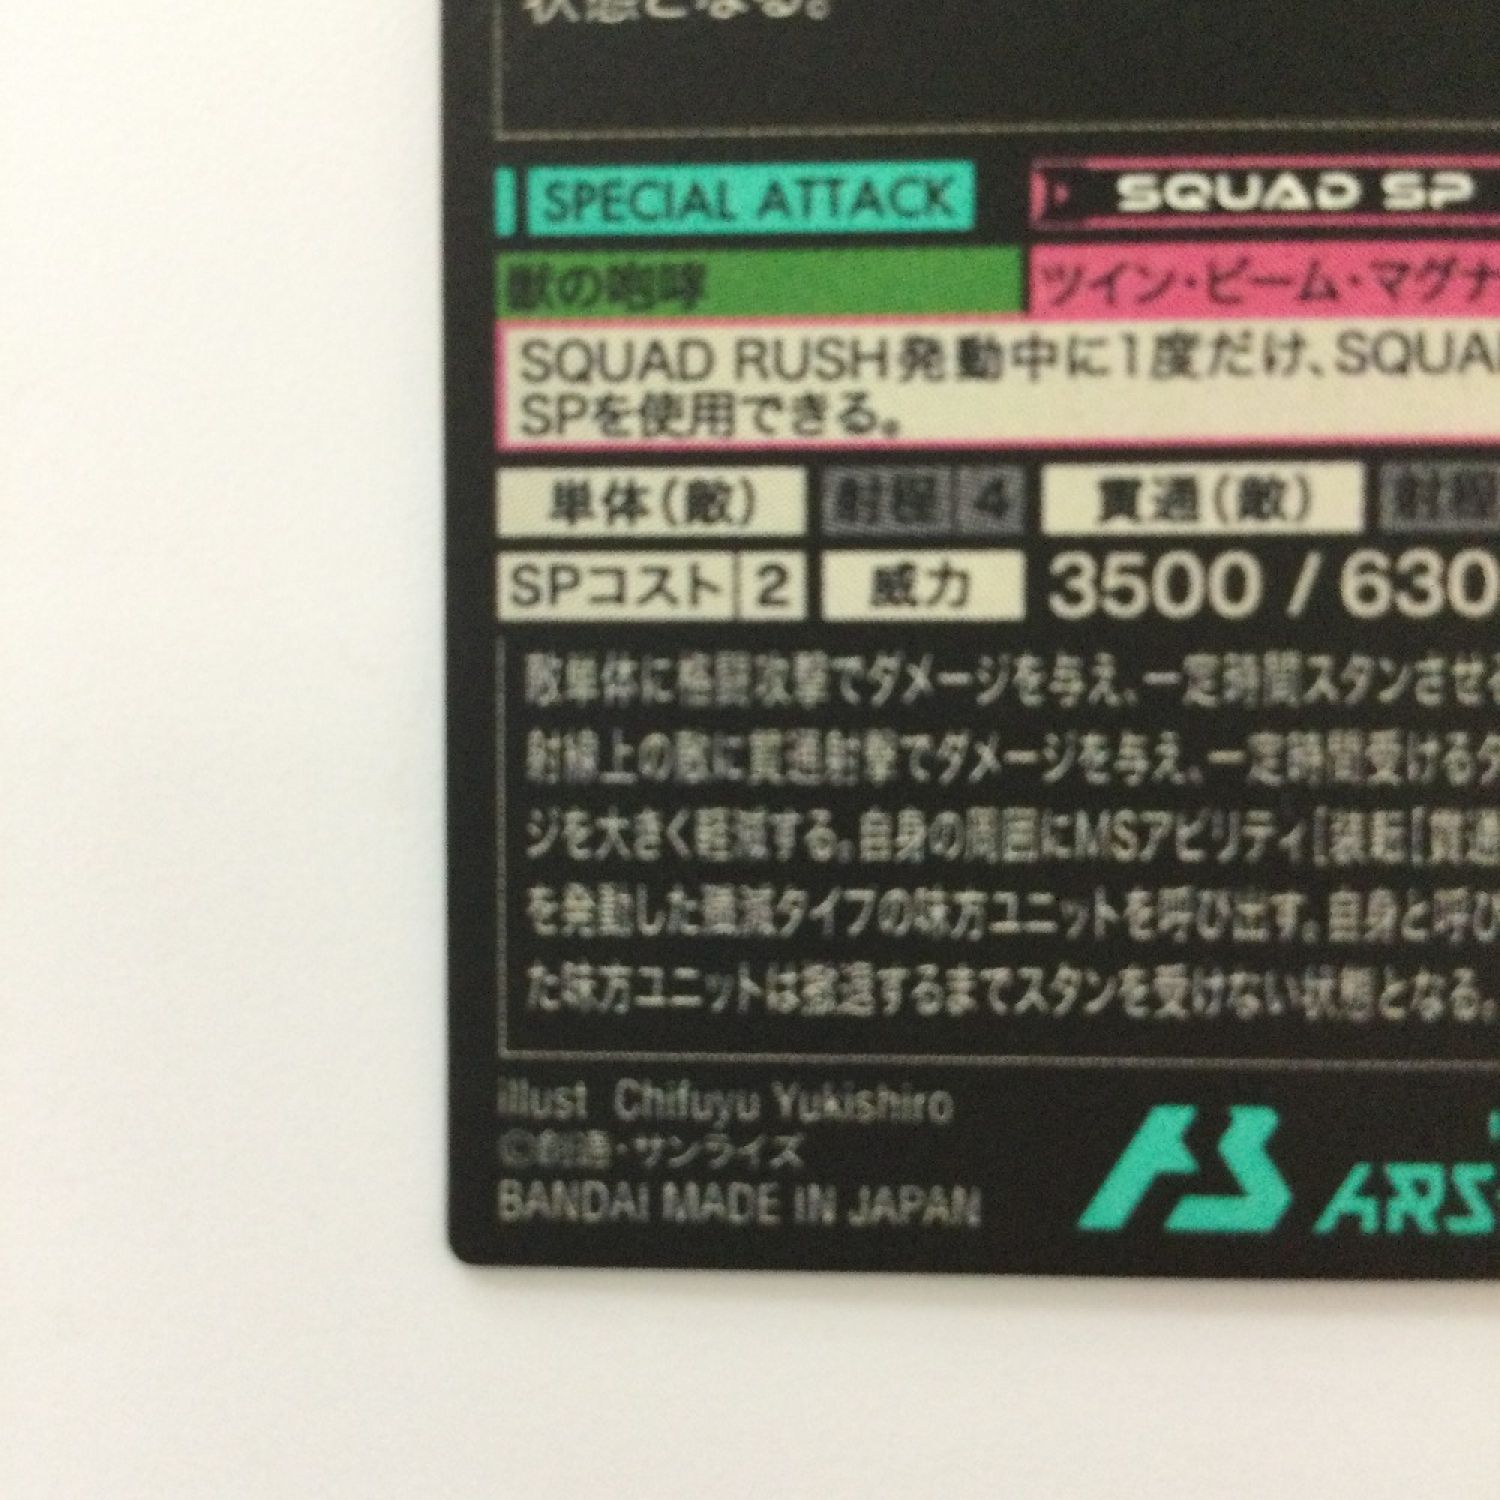 状態となる。
SPECIAL ATTACK
SQUAD SP
獣の咆哮
ツイン・ビーム・マグナ
SQUAD RUSH発動中に1度だけ、SQUAD
SPを使用できる。
単体(敵) 射程 4 貫通(敵) 射程
SPコスト 2 威力 3500 / 630
敵単体に格闘攻撃でダメージを与え、一定時間スタンさせる
射線上の敵に貫通射撃でダメージを与え、一定時間受けるダ
ジを大きく軽減する。自身の周囲にMSアビリティ[装転[貫通
を発動した殲滅タイプの味方ユニットを呼び出す。自身と呼び
た味方ユニットは撤退するまでスタンを受けない状態となる。
illust Chifuyu Yukishiro
©創通・サンライズ
BANDAI MADE IN JAPAN
ARS